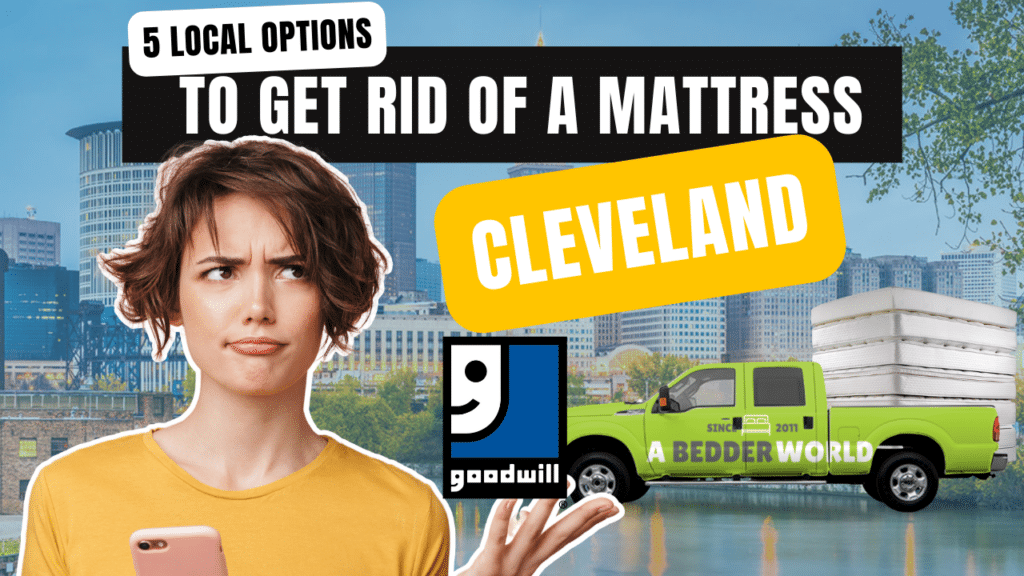 5 LOCAL OPTIONS
TO GET RID OF A MATTRESS
CLEVELAND
goodwill
SINCE 2011
A BEDDER WORLD